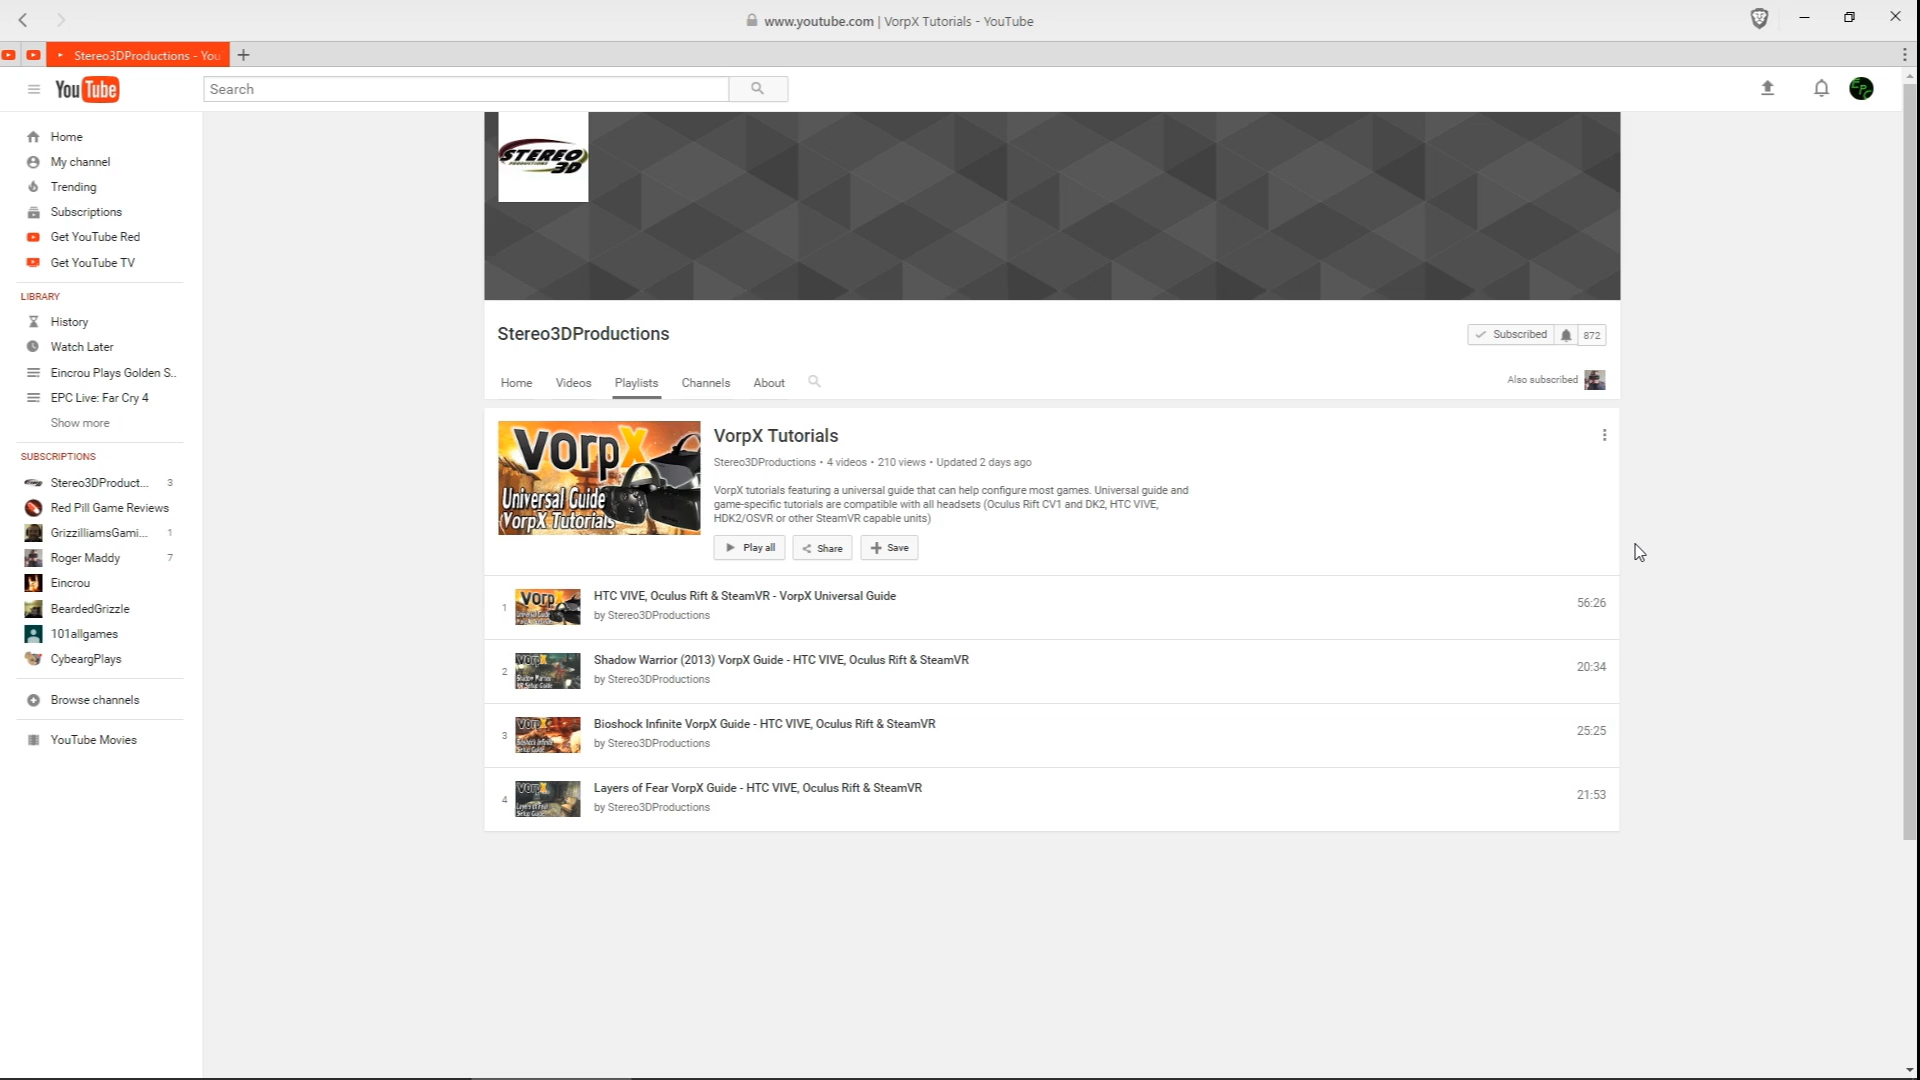 www.youtube.com | VorpX Tutorials - YouTube
Stereo3DProductions - You
YouTube
Search
Home
My channel
Trending
Subscriptions
Get YouTube Red
Get YouTube TV
LIBRARY
History
Watch Later
Eincrou Plays Golden S..
EPC Live: Far Cry 4
Show more
SUBSCRIPTIONS
Stereo3DProduct... 3
Red Pill Game Reviews
GrizzilliamsGami... 1
Roger Maddy 7
Eincrou
BeardedGrizzle
101allgames
CybeargPlays
Browse channels
YouTube Movies
STEREO
PRODUCTIONS
3D
EPC
Stereo3DProductions
Subscribed 872
Home Videos Playlists Channels About
Also subscribed
VorpX
Universal Guide
VorpX Tutorials
VorpX Tutorials
Stereo3DProductions • 4 videos • 210 views • Updated 2 days ago
VorpX tutorials featuring a universal guide that can help configure most games. Universal guide and
game-specific tutorials are compatible with all headsets (Oculus Rift CV1 and DK2, HTC VIVE,
HDK2/OSVR or other SteamVR capable units)
Play all Share Save
1 HTC VIVE, Oculus Rift & SteamVR - VorpX Universal Guide 56:26
by Stereo3DProductions
2 Shadow Warrior (2013) VorpX Guide - HTC VIVE, Oculus Rift & SteamVR 20:34
by Stereo3DProductions
3 Bioshock Infinite VorpX Guide - HTC VIVE, Oculus Rift & SteamVR 25:25
by Stereo3DProductions
4 Layers of Fear VorpX Guide - HTC VIVE, Oculus Rift & SteamVR 21:53
by Stereo3DProductions